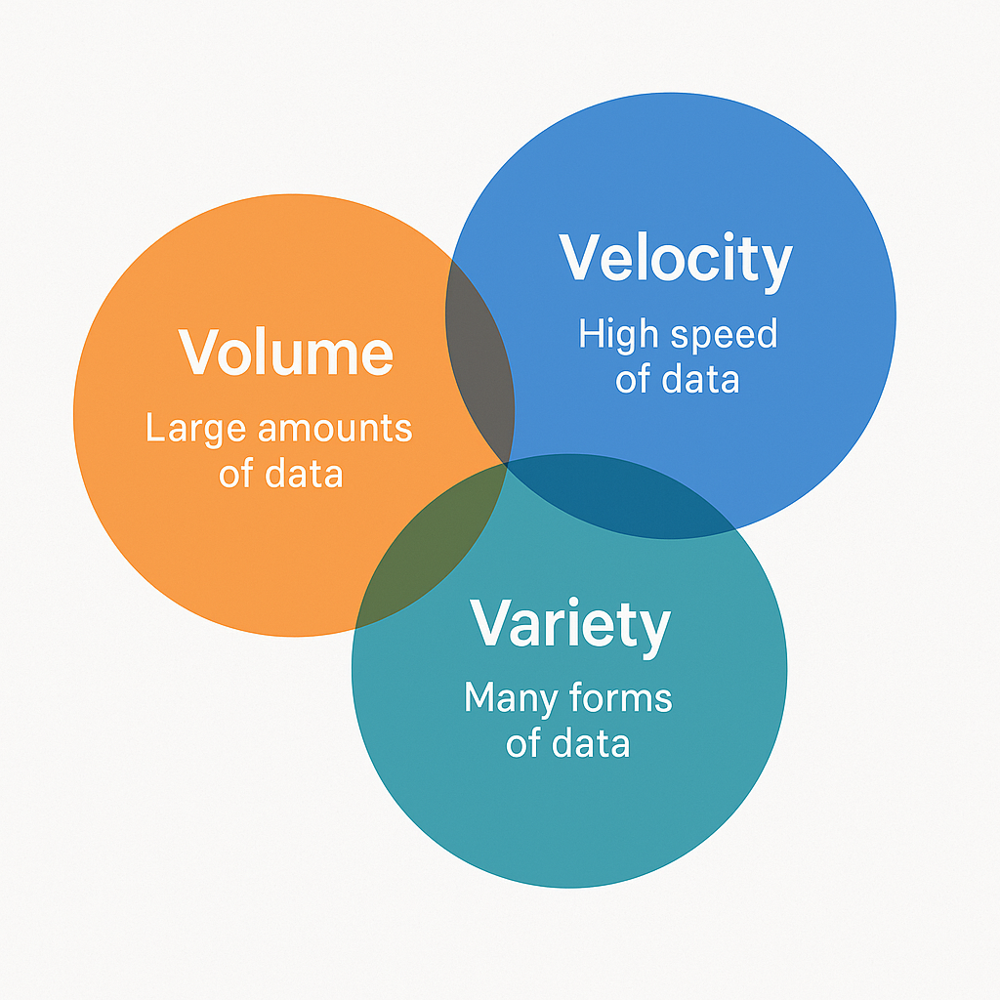 Volume
Large amounts
of data
Velocity
High speed
of data
Variety
Many forms
of data